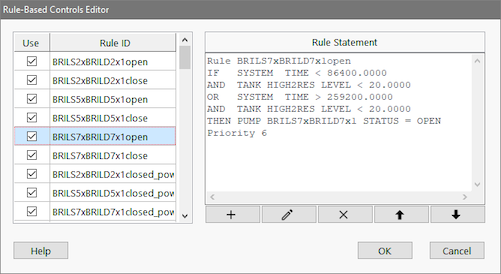 Rule-Based Controls Editor
Use Rule ID
BRILS2xBRILD2x1open
BRILS2xBRILD2x1close
BRILS5xBRILD5x1open
BRILS5xBRILD5x1close
BRILS7xBRILD7x1open
BRILS7xBRILD7x1close
BRILS2xBRILD2x1closed_pow
BRILS5xBRILD5x1closed_pow
BRILS7xBRILD7x1closed_pow
Rule Statement
Rule BRILS7xBRILD7x1open
IF SYSTEM TIME < 86400.0000
AND TANK HIGH2RES LEVEL < 20.0000
OR SYSTEM TIME > 259200.0000
AND TANK HIGH2RES LEVEL < 20.0000
THEN PUMP BRILS7xBRILD7x1 STATUS = OPEN
Priority 6
Help
OK
Cancel